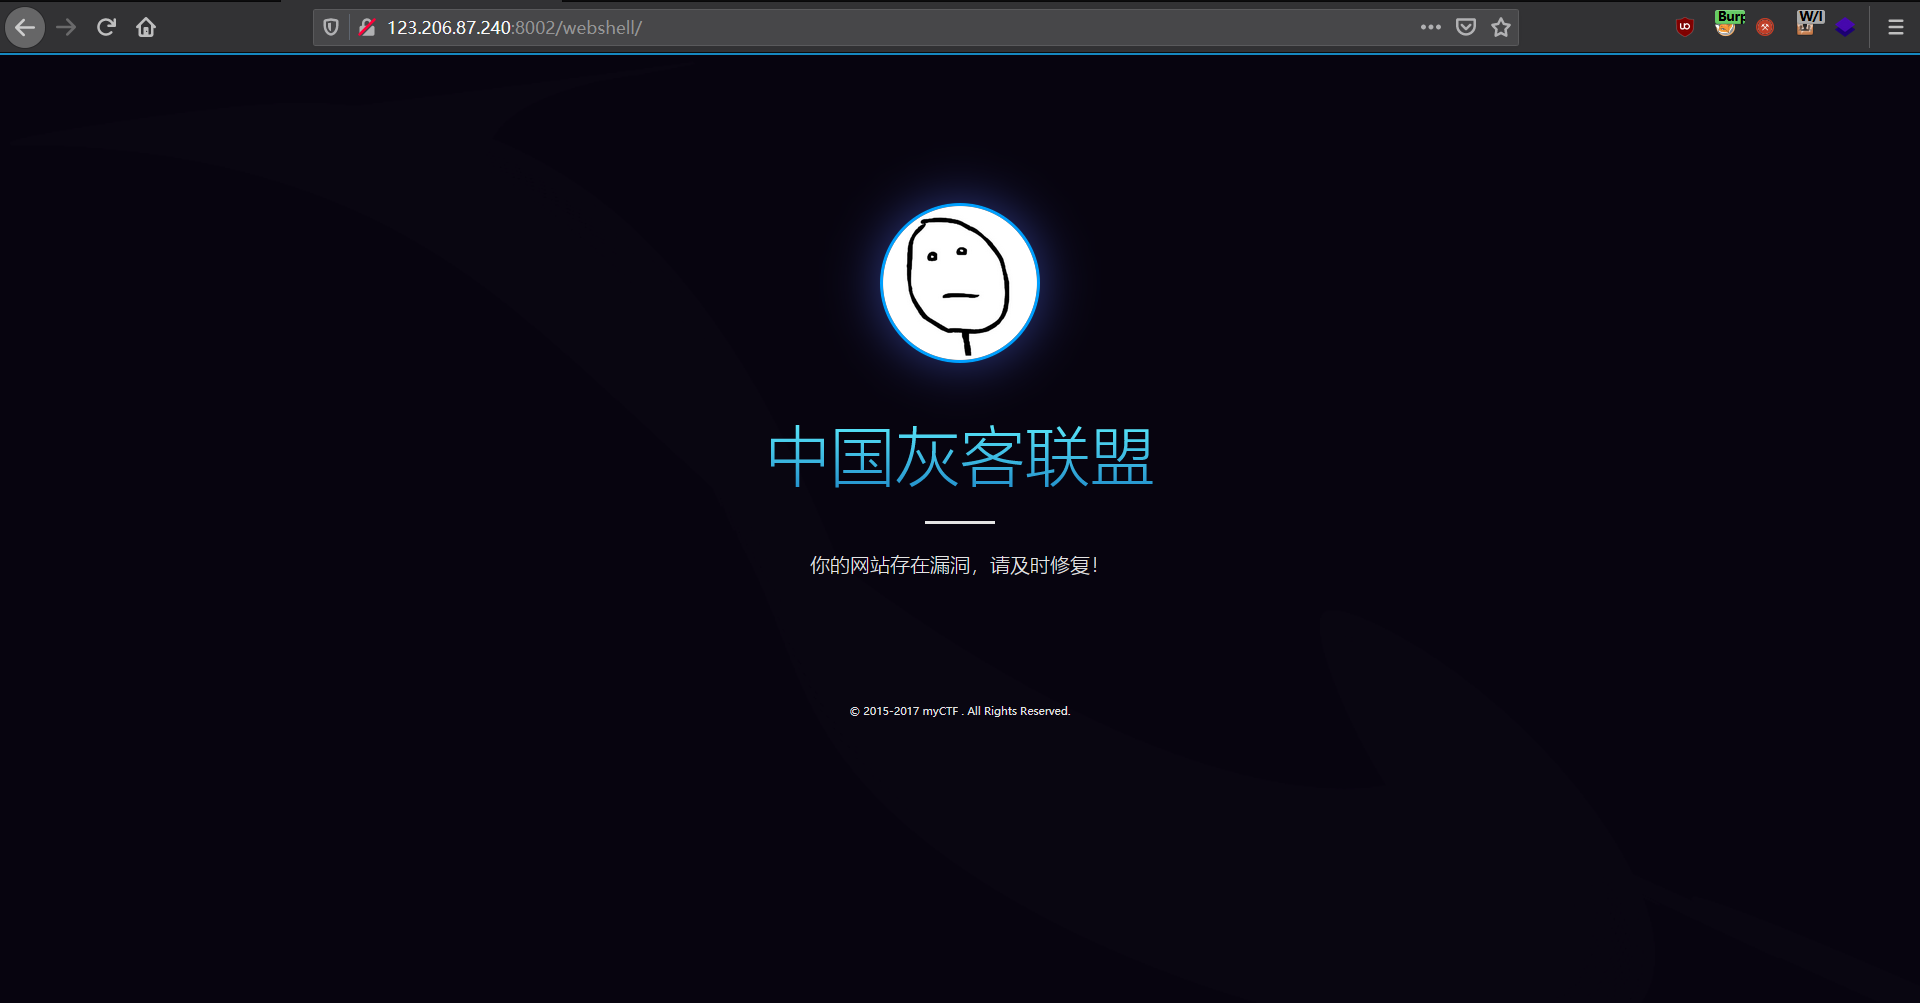 123.206.87.240:8002/webshell/
Burp
W/I
中国灰客联盟
你的网站存在漏洞，请及时修复！
© 2015-2017 myCTF . All Rights Reserved.